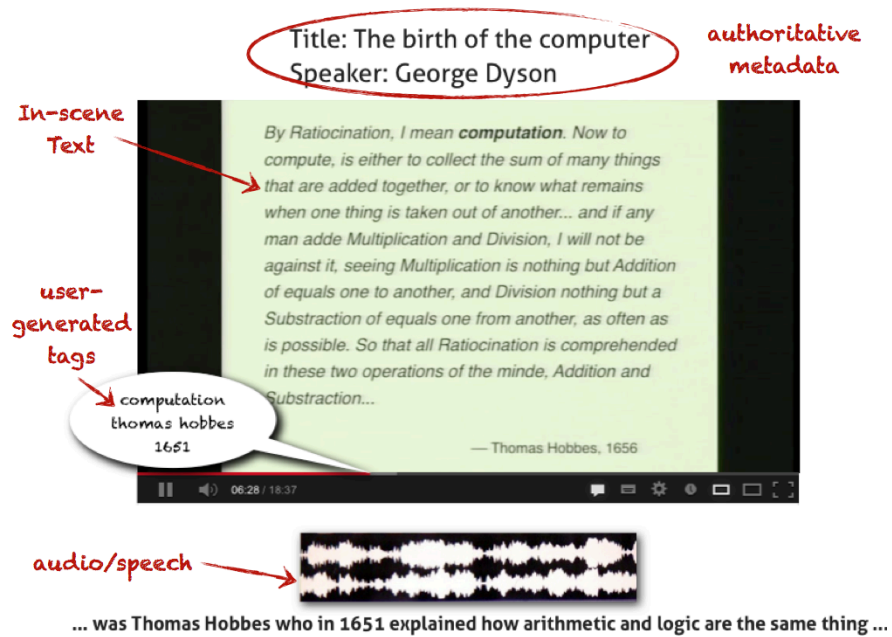 Title: The birth of the computer
Speaker: George Dyson
authoritative
metadata
In-scene
Text
By Ratiocination, I mean computation. Now to
compute, is either to collect the sum of many things
that are added together, or to know what remains
when one thing is taken out of another... and if any
man adde Multiplication and Division, I will not be
against it, seeing Multiplication is nothing but Addition
of equals one to another, and Division nothing but a
Substraction of equals one from another, as often as
is possible. So that all Ratiocination is comprehended
in these two operations of the minde, Addition and
Substraction...
— Thomas Hobbes, 1656
user-
generated
tags
computation
thomas hobbes
1651
06:28 / 18:37
audio/speech
... was Thomas Hobbes who in 1651 explained how arithmetic and logic are the same thing ...